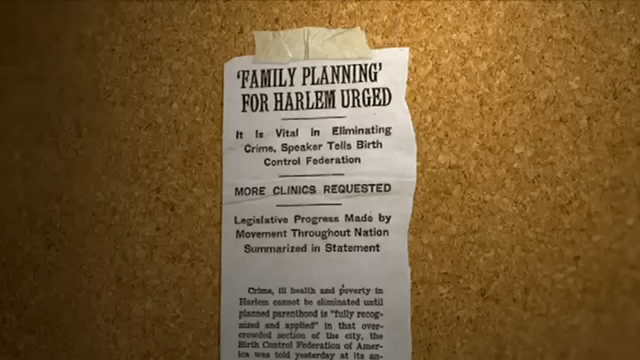 'FAMILY PLANNING'
FOR HARLEM URGED
It Is Vital in Eliminating
Crime, Speaker Tells Birth
Control Federation
MORE CLINICS REQUESTED
Legislative Progress Made by
Movement Throughout Nation
Summarized in Statement
Crime, ill health and poverty in
Harlem cannot be eliminated until
planned parenthood is "fully recog-
nized and applied" in that over-
crowded section of the city, the
Birth Control Federation of Amer-
ica was told yesterday at its an-